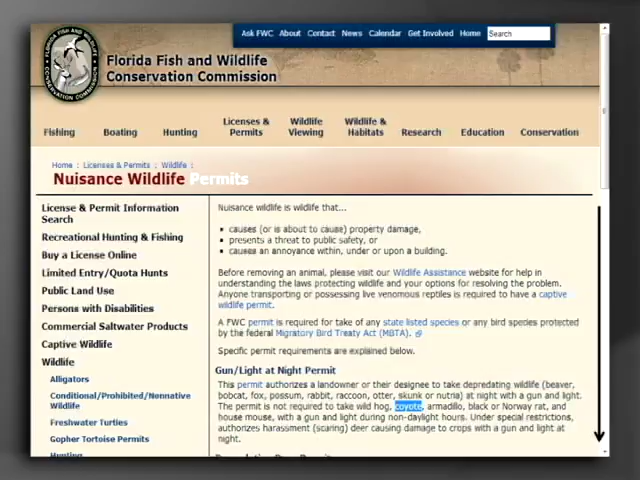 Ask FWC About Contact News Calendar Get Involved Home Search
Florida Fish and Wildlife
Conservation Commission
Fishing Boating Hunting Licenses & Permits Wildlife Viewing Wildlife & Habitats Research Education Conservation
Home : Licenses & Permits : Wildlife :
Nuisance Wildlife Permits
License & Permit Information
Search
Recreational Hunting & Fishing
Buy a License Online
Limited Entry/Quota Hunts
Public Land Use
Persons with Disabilities
Commercial Saltwater Products
Captive Wildlife
Wildlife
Alligators
Conditional/Prohibited/Nonnative
Wildlife
Freshwater Turtles
Gopher Tortoise Permits
Hunting
Nuisance wildlife is wildlife that...
causes (or is about to cause) property damage,
presents a threat to public safety, or
causes an annoyance within, under or upon a building.
Before removing an animal, please visit our Wildlife Assistance website for help in
understanding the laws protecting wildlife and your options for resolving the problem.
Anyone transporting or possessing live venomous reptiles is required to have a captive
wildlife permit.
A FWC permit is required for take of any state listed species or any bird species protected
by the federal Migratory Bird Treaty Act (MBTA).
Specific permit requirements are explained below.
Gun/Light at Night Permit
This permit authorizes a landowner or their designee to take depredating wildlife (beaver,
bobcat, fox, possum, rabbit, raccoon, otter, skunk or nutria) at night with a gun and light.
The permit is not required to take wild hog, coyote, armadillo, black or Norway rat, and
house mouse, with a gun and light during non-daylight hours. Under special restrictions,
authorizes harassment (scaring) deer causing damage to crops with a gun and light at
night.